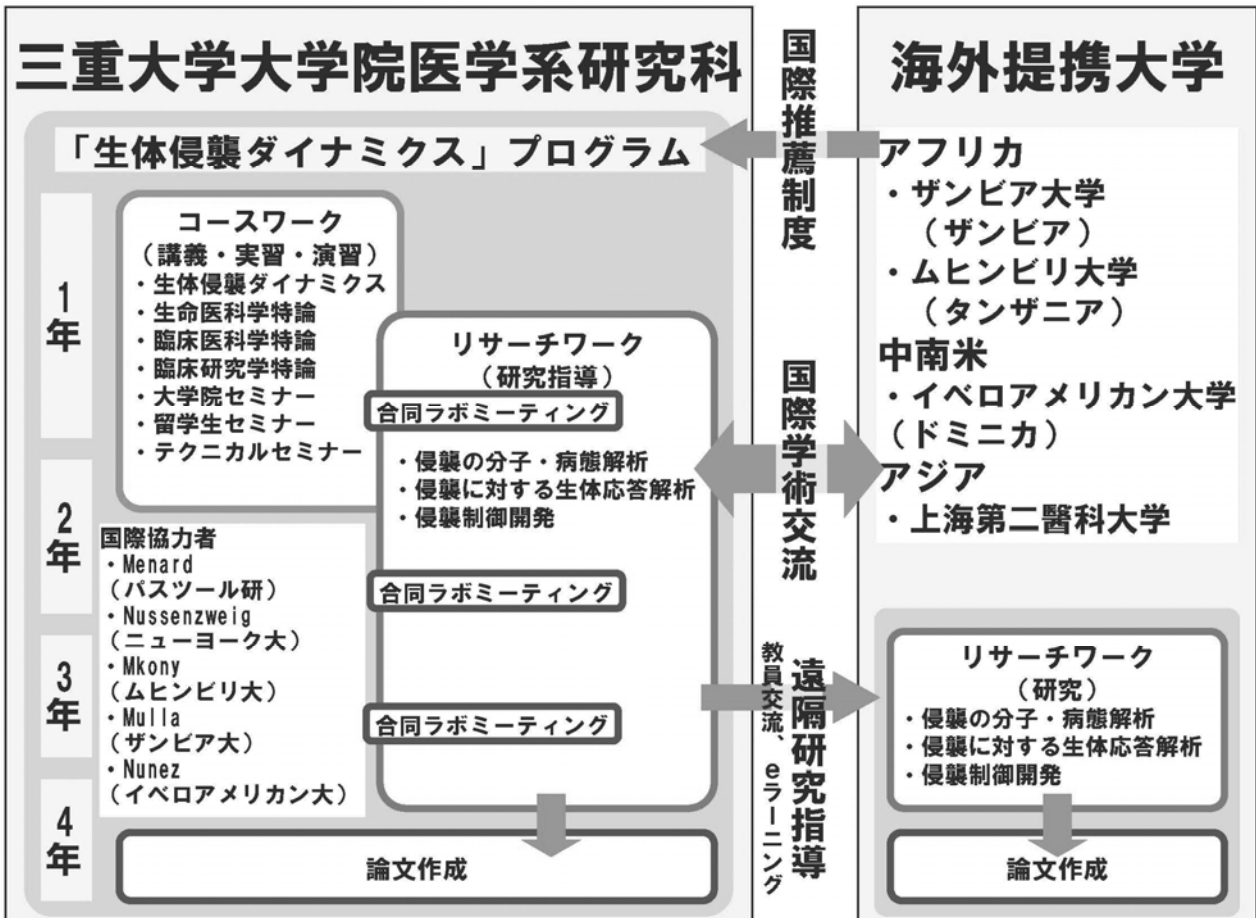 三重大学大学院医学系研究科
「生体侵襲ダイナミクス」プログラム
1年
2年
3年
4年
コースワーク
(講義・実習・演習)
・生体侵襲ダイナミクス
・生命医科学特論
・臨床医科学特論
・臨床研究学特論
・大学院セミナー
・留学生セミナー
・テクニカルセミナー
リサーチワーク
(研究指導)
合同ラボミーティング
・侵襲の分子・病態解析
・侵襲に対する生体応答解析
・侵襲制御開発
合同ラボミーティング
合同ラボミーティング
国際協力者
・Menard
(パスツール研)
・Nussenzweig
(ニューヨーク大)
・Mkony
(ムヒンビリ大)
・Mulla
(ザンビア大)
・Nunez
(イベロアメリカン大)
論文作成
国際推薦制度
国際学術交流
遠隔研究指導
教員交流、eラーニング
海外提携大学
アフリカ
・ザンビア大学
(ザンビア)
・ムヒンビリ大学
(タンザニア)
中南米
・イベロアメリカン大学
(ドミニカ)
アジア
・上海第二醫科大学
リサーチワーク
(研究)
・侵襲の分子・病態解析
・侵襲に対する生体応答解析
・侵襲制御開発
論文作成